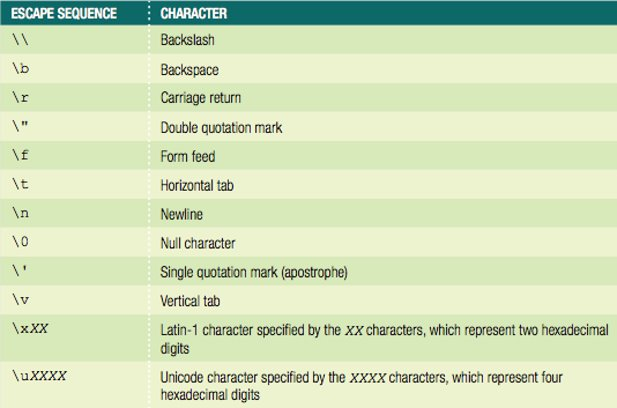 ESCAPE SEQUENCE CHARACTER
\\ Backslash
\b Backspace
\r Carriage return
\" Double quotation mark
\f Form feed
\t Horizontal tab
\n Newline
\0 Null character
\' Single quotation mark (apostrophe)
\v Vertical tab
\xXX Latin-1 character specified by the XX characters, which represent two hexadecimal
digits
\uXXXX Unicode character specified by the XXXX characters, which represent four
hexadecimal digits